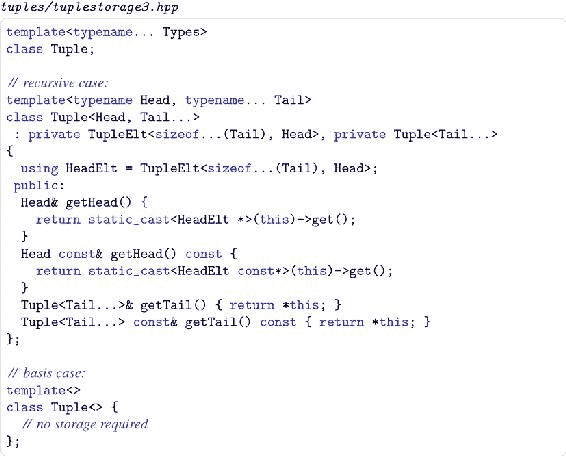 tuples/tuplestorage3.hpp
template<typename... Types>
class Tuple;
// recursive case:
template<typename Head, typename... Tail>
class Tuple<Head, Tail...>
 : private TupleElt<sizeof...(Tail), Head>, private Tuple<Tail...>
{
  using HeadElt = TupleElt<sizeof...(Tail), Head>;
 public:
  Head& getHead() {
    return static_cast<HeadElt *>(this)->get();
  }
  Head const& getHead() const {
    return static_cast<HeadElt const*>(this)->get();
  }
  Tuple<Tail...>& getTail() { return *this; }
  Tuple<Tail...> const& getTail() const { return *this; }
};
// basis case:
template<>
class Tuple<> {
  // no storage required
};